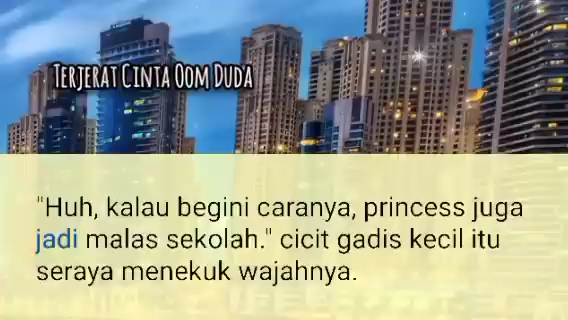 Terjerat Cinta Oom Duda
"Huh, kalau begini caranya, princess juga
jadi malas sekolah." cicit gadis kecil itu
seraya menekuk wajahnya.